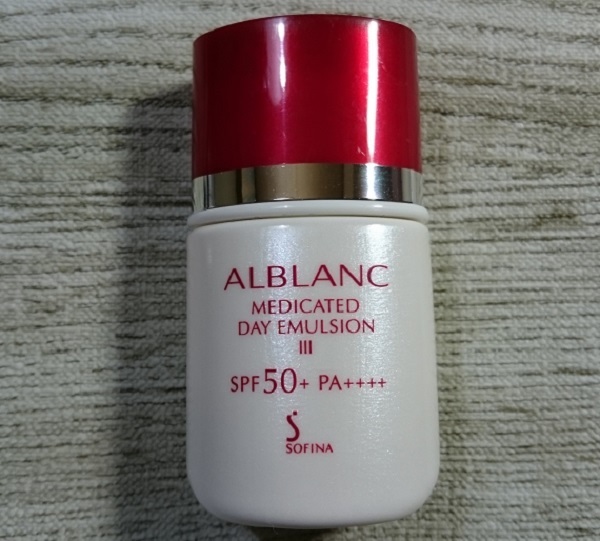 ALBLANC
MEDICATED
DAY EMULSION
III
SPF50+ PA++++
SOFINA